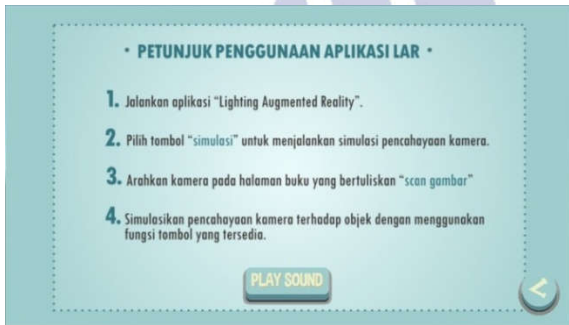 • PETUNJUK PENGGUNAAN APLIKASI LAR •
1. Jalankan aplikasi “Lighting Augmented Reality”.
2. Pilih tombol “simulasi” untuk menjalankan simulasi pencahayaan kamera.
3. Arahkan kamera pada halaman buku yang bertuliskan “scan gambar”
4. Simulasikan pencahayaan kamera terhadap objek dengan menggunakan
fungsi tombol yang tersedia.
PLAY SOUND